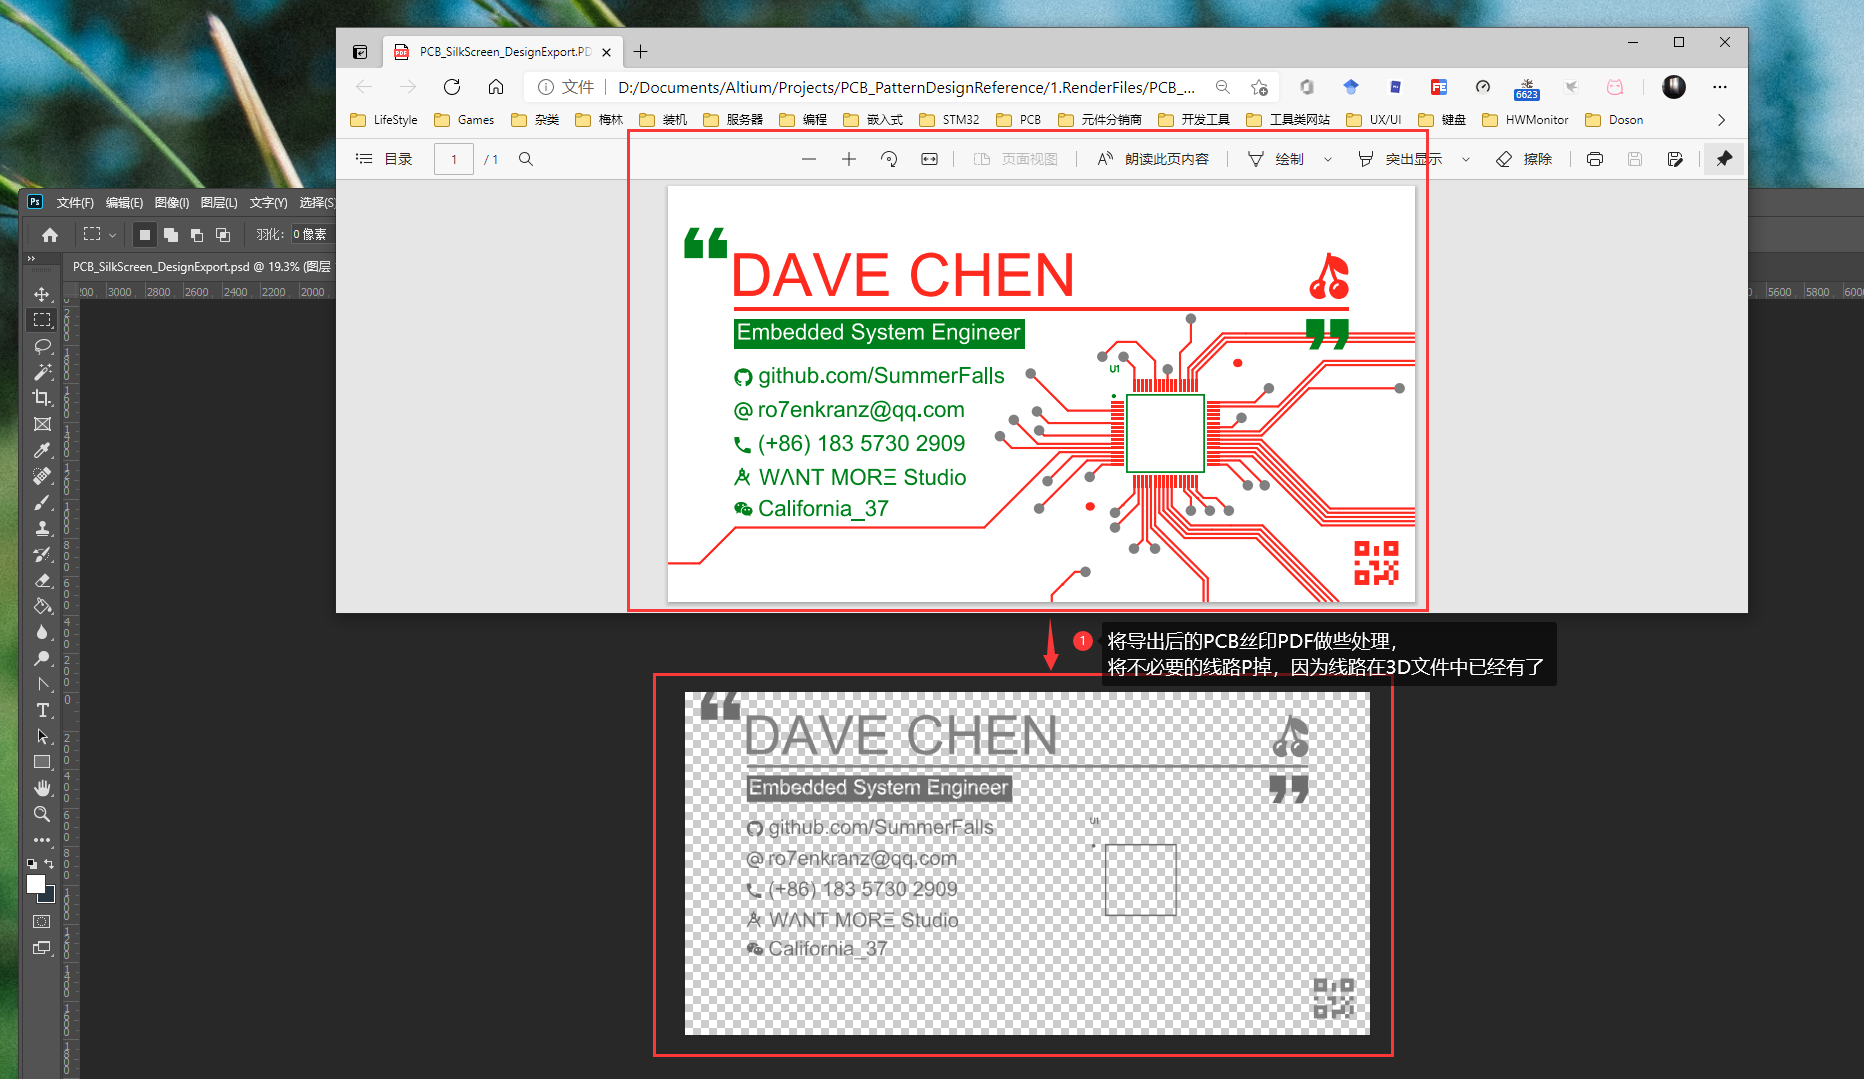 PCB_SilkScreen_DesignExport.PD
文件
D:/Documents/Altium/Projects/PCB_PatternDesignReference/1.RenderFiles/PCB_...
6623
LifeStyle
Games
杂类
梅林
装机
服务器
编程
嵌入式
STM32
PCB
元件分销商
开发工具
工具类网站
UX/UI
键盘
HWMonitor
Doson
目录
1
/ 1
页面视图
朗读此页内容
绘制
突出显示
擦除
DAVE CHEN
Embedded System Engineer
github.com/SummerFalls
@ ro7enkranz@qq.com
(+86) 183 5730 2909
WΛNT MORΞ Studio
California_37
U1
Ps
文件(F)
编辑(E)
图像(I)
图层(L)
文字(Y)
选择(S)
羽化:
0 像素
PCB_SilkScreen_DesignExport.psd @ 19.3% (图层
3000
2800
2600
2400
2200
2000
5600
5800
6000
1
将导出后的PCB丝印PDF做些处理，
将不必要的线路P掉，因为线路在3D文件中已经有了
DAVE CHEN
Embedded System Engineer
github.com/SummerFalls
@ ro7enkranz@qq.com
(+86) 183 5730 2909
WΛNT MORΞ Studio
California_37
U1